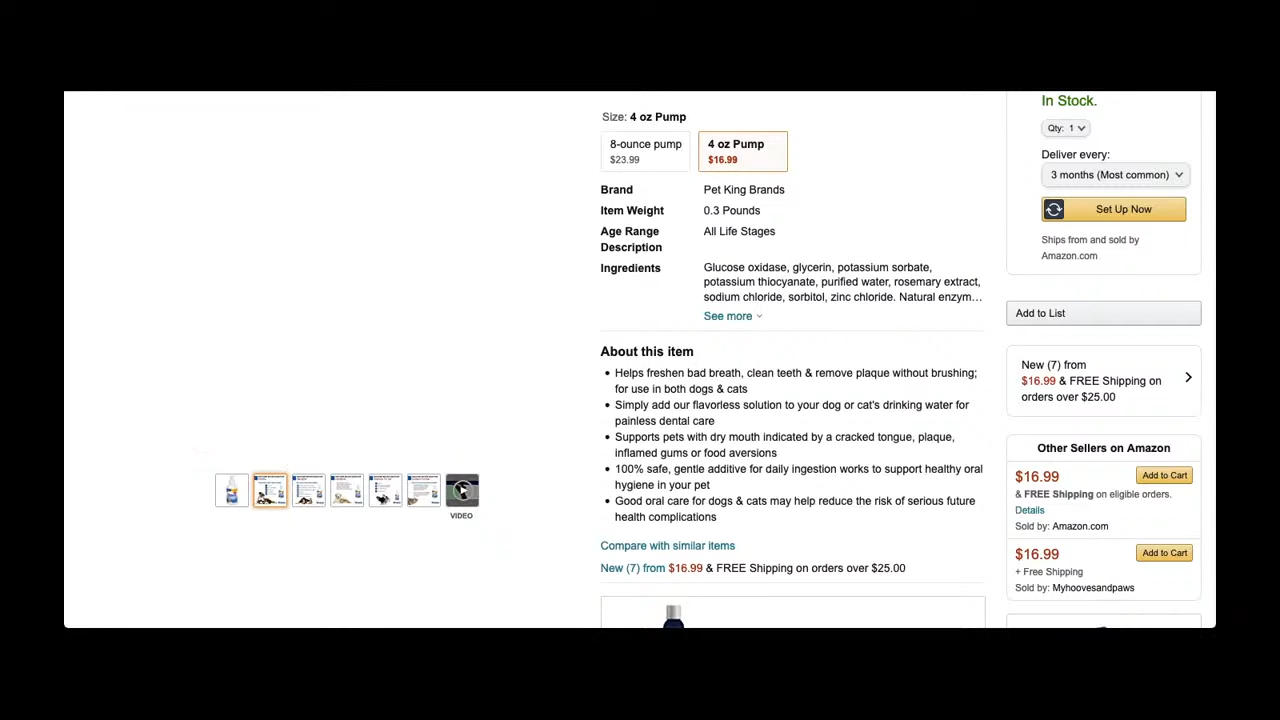 Size: 4 oz Pump
8-ounce pump
$23.99
4 oz Pump
$16.99
Brand Pet King Brands
Item Weight 0.3 Pounds
Age Range All Life Stages
Description
Ingredients Glucose oxidase, glycerin, potassium sorbate,
potassium thiocyanate, purified water, rosemary extract,
sodium chloride, sorbitol, zinc chloride. Natural enzym…
See more
About this item
• Helps freshen bad breath, clean teeth & remove plaque without brushing;
for use in both dogs & cats
• Simply add our flavorless solution to your dog or cat's drinking water for
painless dental care
• Supports pets with dry mouth indicated by a cracked tongue, plaque,
inflamed gums or food aversions
• 100% safe, gentle additive for daily ingestion works to support healthy oral
hygiene in your pet
• Good oral care for dogs & cats may help reduce the risk of serious future
health complications
Compare with similar items
New (7) from $16.99 & FREE Shipping on orders over $25.00
VIDEO
In Stock.
Qty: 1
Deliver every:
3 months (Most common)
Set Up Now
Ships from and sold by
Amazon.com
Add to List
New (7) from
$16.99 & FREE Shipping on
orders over $25.00
Other Sellers on Amazon
$16.99 Add to Cart
& FREE Shipping on eligible orders.
Details
Sold by: Amazon.com
$16.99 Add to Cart
+ Free Shipping
Sold by: Myhoovesandpaws